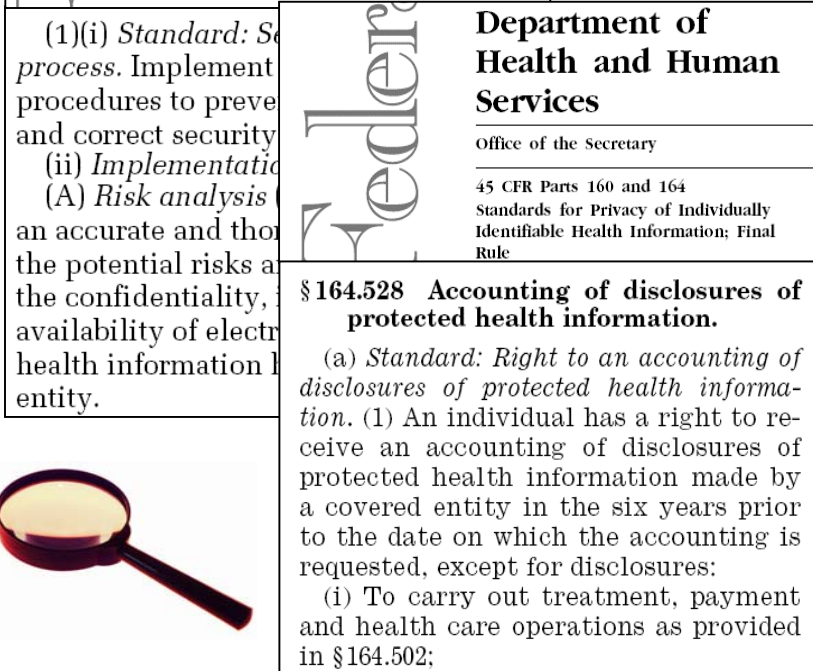 (1)(i) Standard: Se
process. Implement
procedures to preve
and correct security
(ii) Implementatio
(A) Risk analysis (
an accurate and thor
the potential risks a
the confidentiality, i
availability of electr
health information h
entity.
Feder
Department of
Health and Human
Services
Office of the Secretary
45 CFR Parts 160 and 164
Standards for Privacy of Individually
Identifiable Health Information; Final
Rule
§ 164.528 Accounting of disclosures of
protected health information.
(a) Standard: Right to an accounting of
disclosures of protected health informa-
tion. (1) An individual has a right to re-
ceive an accounting of disclosures of
protected health information made by
a covered entity in the six years prior
to the date on which the accounting is
requested, except for disclosures:
(i) To carry out treatment, payment
and health care operations as provided
in § 164.502;